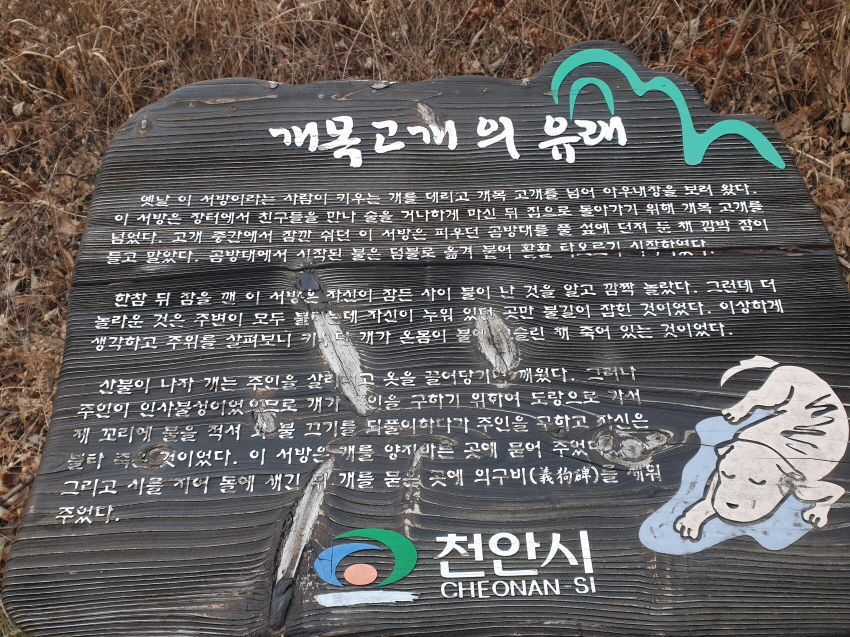 개목고개의 유래
옛날 이 서방이라는 사람이 키우는 개를 데리고 개목 고개를 넘어 아우내장을 보러 왔다.
이 서방은 장터에서 친구들을 만나 술을 거나하게 마신 뒤 집으로 돌아가기 위해 개목 고개를
넘었다. 고개 중간에서 잠깐 쉬던 이 서방은 피우던 곰방대를 풀 섶에 던져 둔 채 깜박 잠이
들고 말았다. 곰방대에서 시작된 불은 덤불로 옮겨 붙어 활활 타오르기 시작하였다.
한참 뒤 잠을 깬 이 서방은 자신이 잠든 사이 불이 난 것을 알고 깜짝 놀랐다. 그런데 더
놀라운 것은 주변이 모두 자신이 누워 있던 곳만 불길이 잡힌 것이었다. 이상하게
생각하고 주위를 살펴보니 개가 온몸이 불에 채 죽어 있는 것이었다.
산불이 나자 개는 주인을 옷을 끌어당기며 깨웠다. 그러나
주인이 인사불성이었으므로 개가 구하기 위하여 도랑으로 가서
제 꼬리에 물을 적셔 와 불 끄기를 되풀이하다가 주인을 구하고 자신은
불타 죽은 것이었다. 이 서방은 개를 양지바른 곳에 묻어 주었다.
그리고 시를 지어 돌에 새긴 뒤 개를 묻은 곳에 의구비(義狗碑)를 세워
주었다.
천안시
CHEONAN-SI